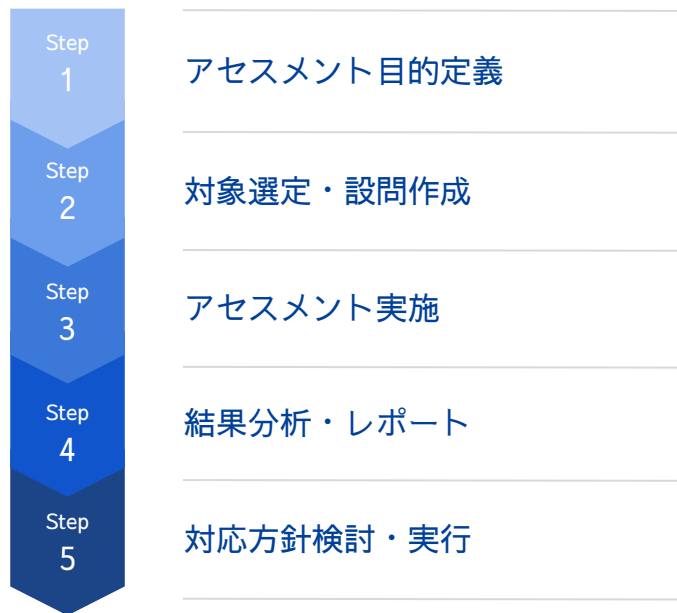 Step
1
アセスメント目的定義
Step
2
対象選定・設問作成
Step
3
アセスメント実施
Step
4
結果分析・レポート
Step
5
対応方針検討・実行